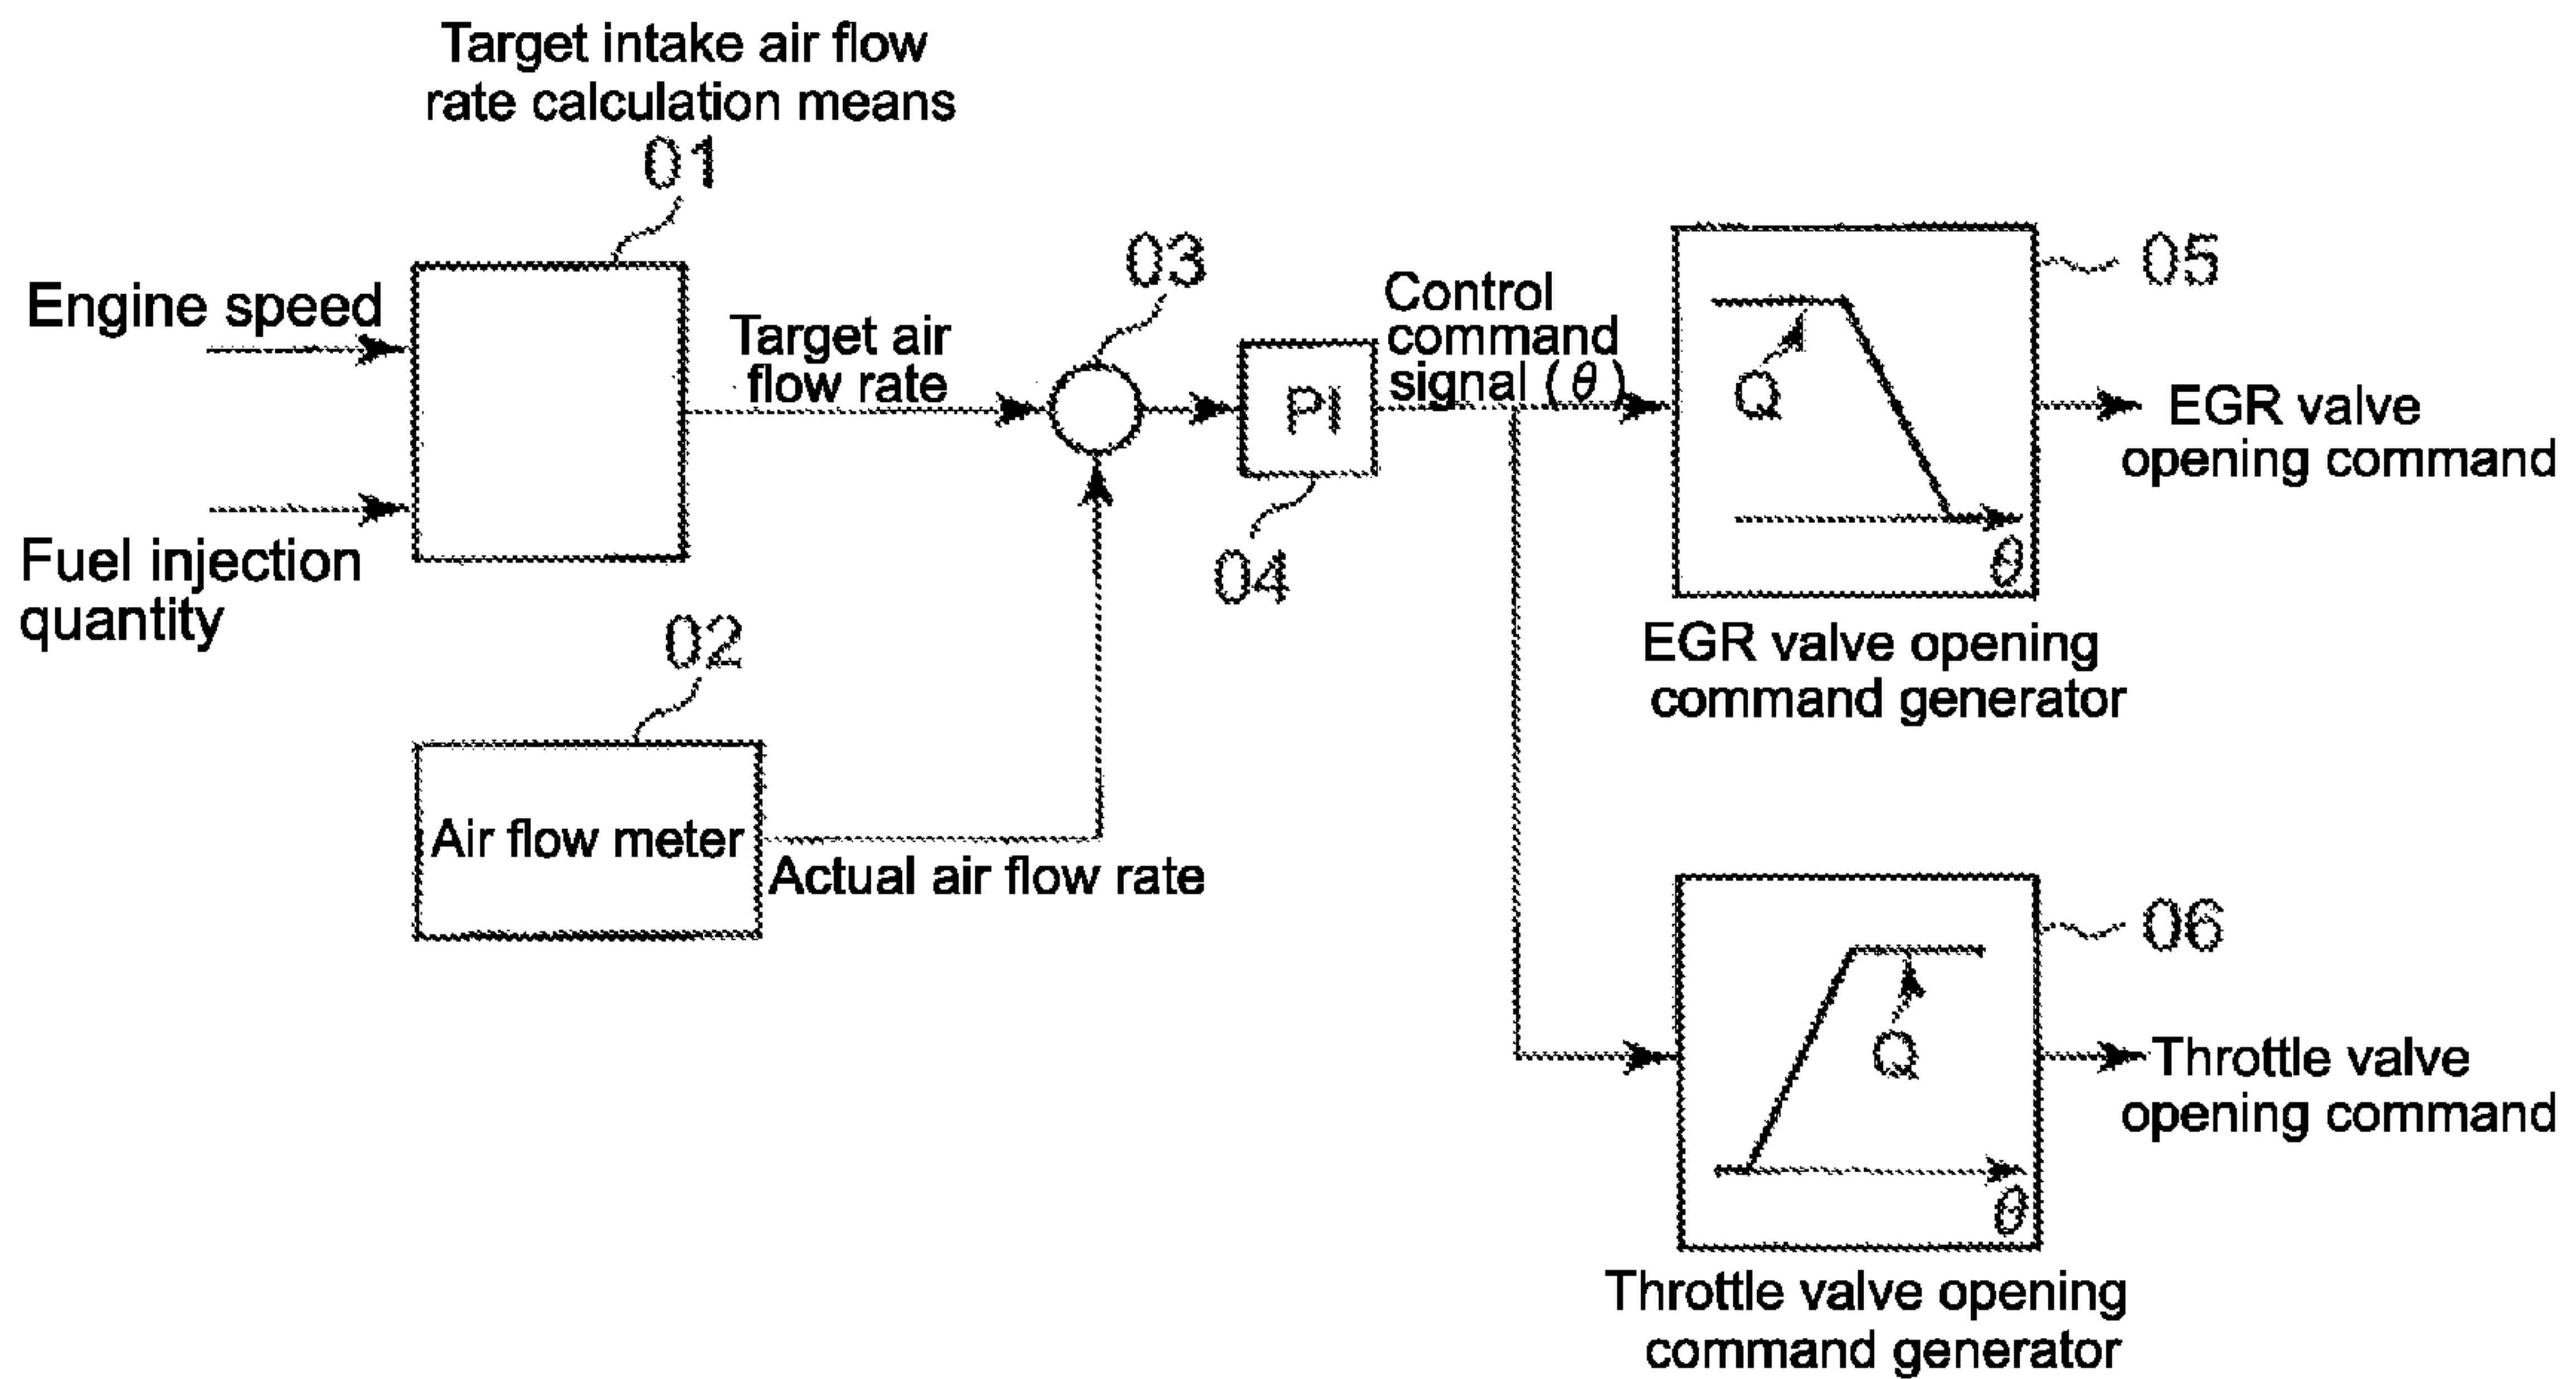 Target intake air flow
rate calculation means
01
Engine speed
Fuel injection
quantity
Target air
flow rate
03
PI
04
Control
command
signal (θ)
02
Air flow meter
Actual air flow rate
05
Q
θ
EGR valve
opening command
EGR valve opening
command generator
06
Q
θ
Throttle valve
opening command
Throttle valve opening
command generator